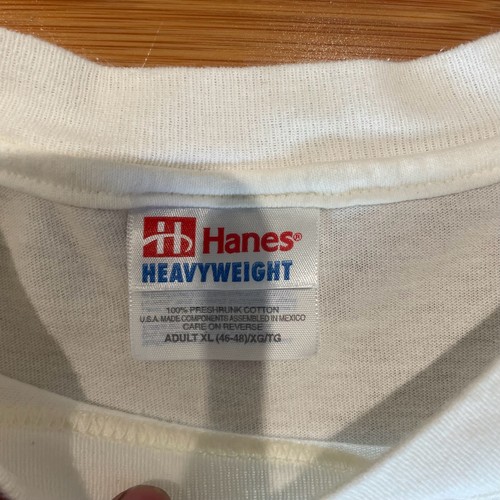 H Hanes®
HEAVYWEIGHT
100% PRESHRUNK COTTON
U.S.A. MADE COMPONENTS ASSEMBLED IN MEXICO
CARE ON REVERSE
ADULT XL (46-48)/XG/TG